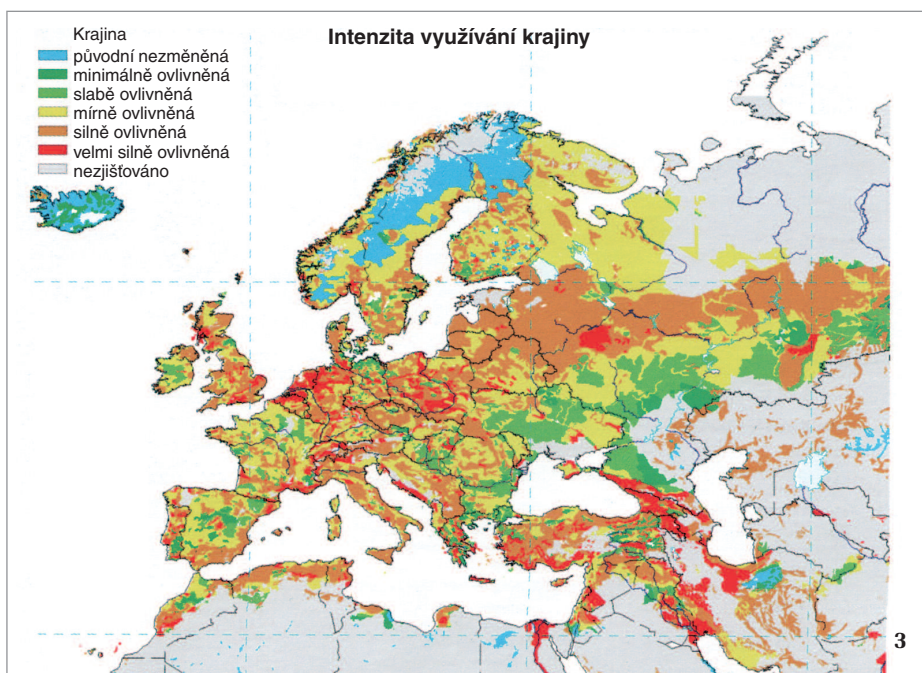 Intenzita využívání krajiny
Krajina
původní nezměněná
minimálně ovlivněná
slabě ovlivněná
mírně ovlivněná
silně ovlivněná
velmi silně ovlivněná
nezjišťováno
3